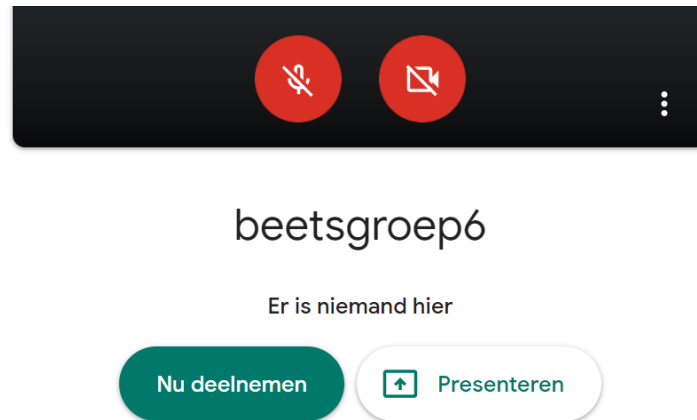 beetsgroep6
Er is niemand hier
Nu deelnemen
Presenteren